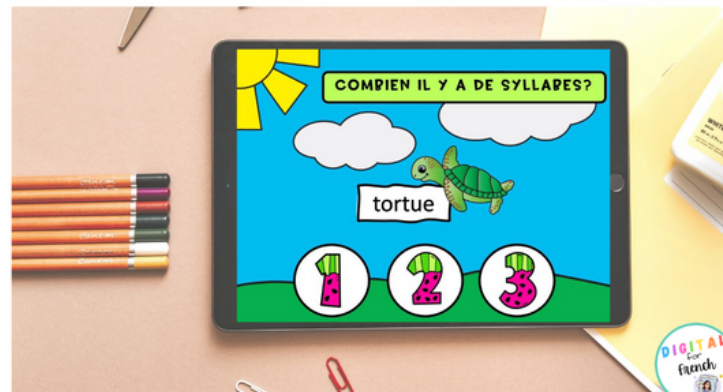 COMBIEN IL Y A DE SYLLABES?
tortue
1 2 3
DIGITAL
for
French